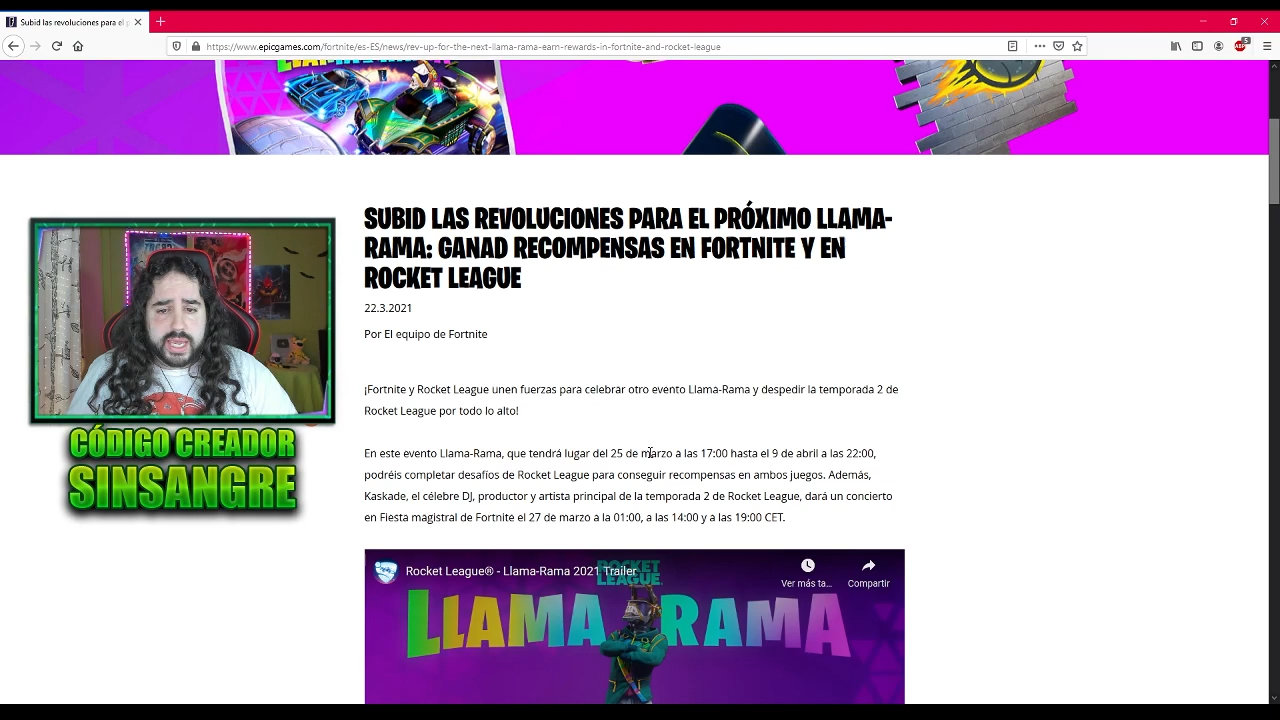 Subid las revoluciones para el p
https://www.epicgames.com/fortnite/es-ES/news/rev-up-for-the-next-llama-rama-earn-rewards-in-fortnite-and-rocket-league
ABP
5
SUBID LAS REVOLUCIONES PARA EL PRÓXIMO LLAMA-
RAMA: GANAD RECOMPENSAS EN FORTNITE Y EN
ROCKET LEAGUE
22.3.2021
Por El equipo de Fortnite
¡Fortnite y Rocket League unen fuerzas para celebrar otro evento Llama-Rama y despedir la temporada 2 de
Rocket League por todo lo alto!
CÓDIGO CREADOR
SINSANGRE
En este evento Llama-Rama, que tendrá lugar del 25 de marzo a las 17:00 hasta el 9 de abril a las 22:00,
podréis completar desafíos de Rocket League para conseguir recompensas en ambos juegos. Además,
Kaskade, el célebre DJ, productor y artista principal de la temporada 2 de Rocket League, dará un concierto
en Fiesta magistral de Fortnite el 27 de marzo a la 01:00, a las 14:00 y a las 19:00 CET.
Rocket League® - Llama-Rama 2021 Trailer
Ver más ta...
Compartir
ROCKET
LEAGUE
LLAMA RAMA